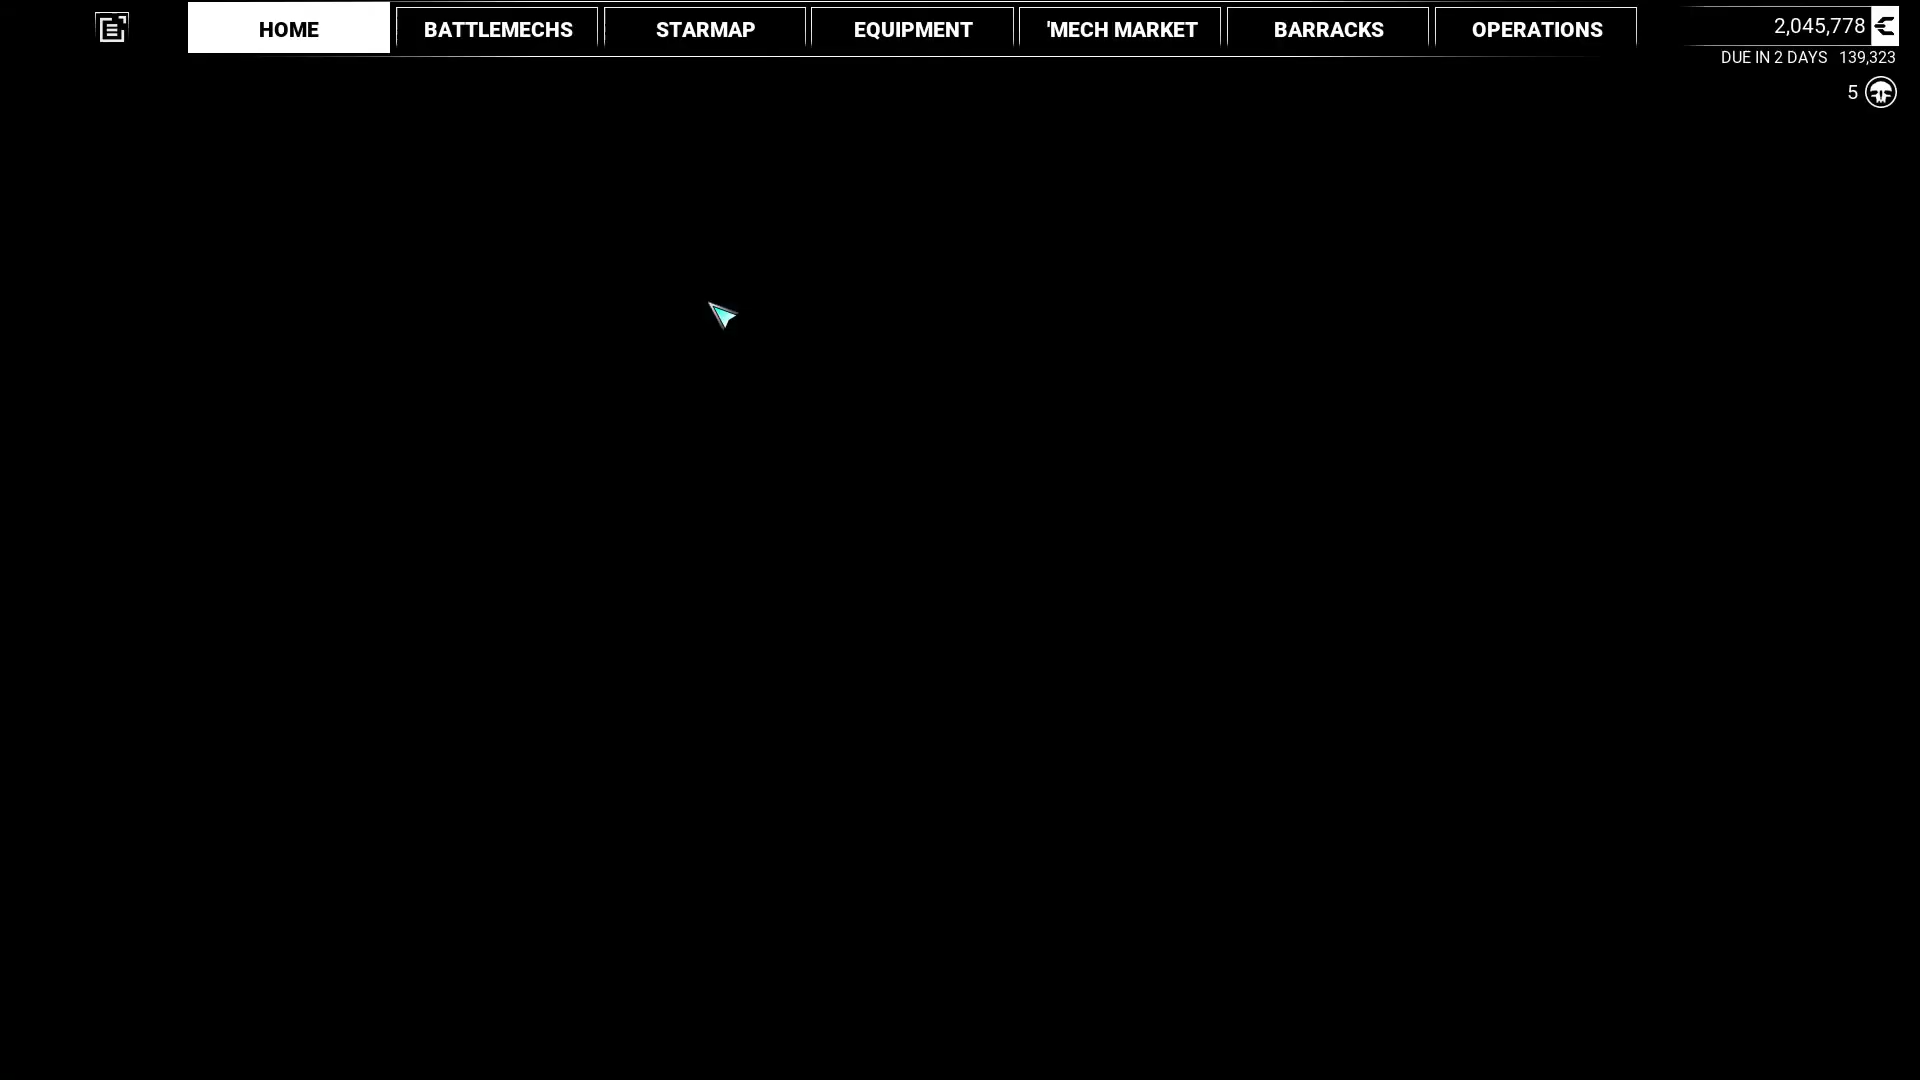 HOME
BATTLEMECHS
STARMAP
EQUIPMENT
'MECH MARKET
BARRACKS
OPERATIONS
2,045,778
DUE IN 2 DAYS 139,323
5